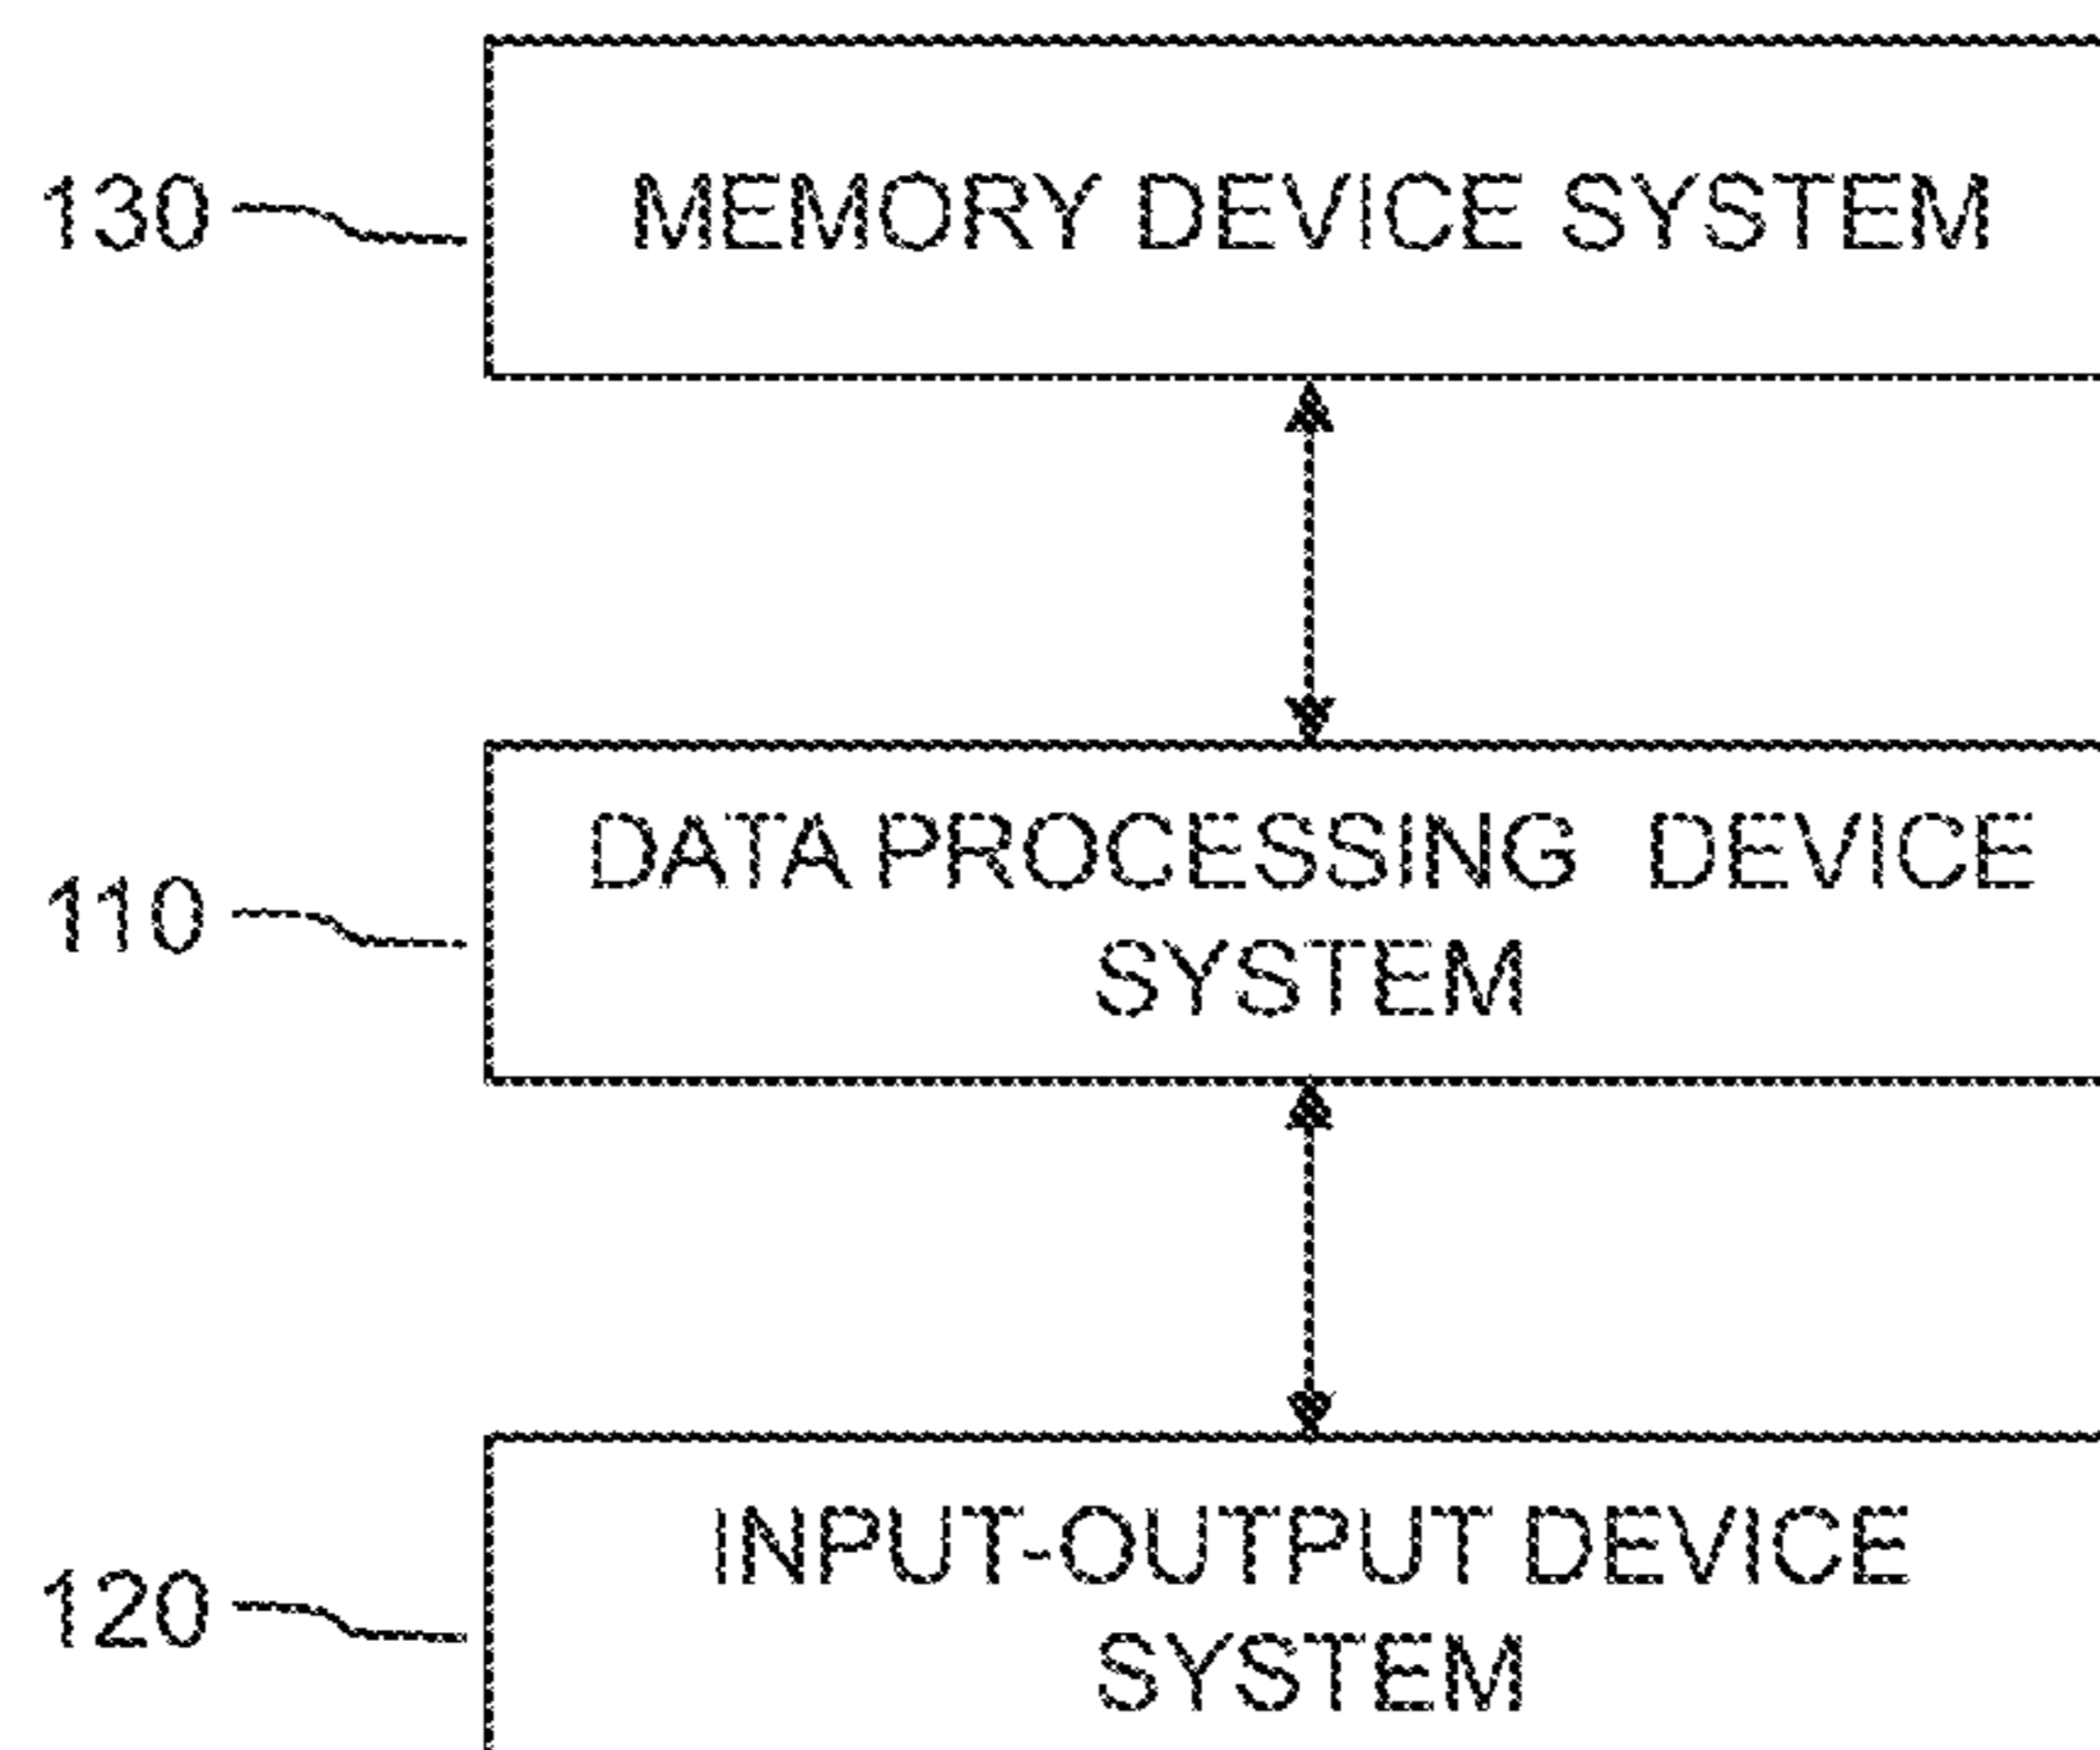 130
MEMORY DEVICE SYSTEM
110
DATA PROCESSING DEVICE
SYSTEM
120
INPUT-OUTPUT DEVICE
SYSTEM